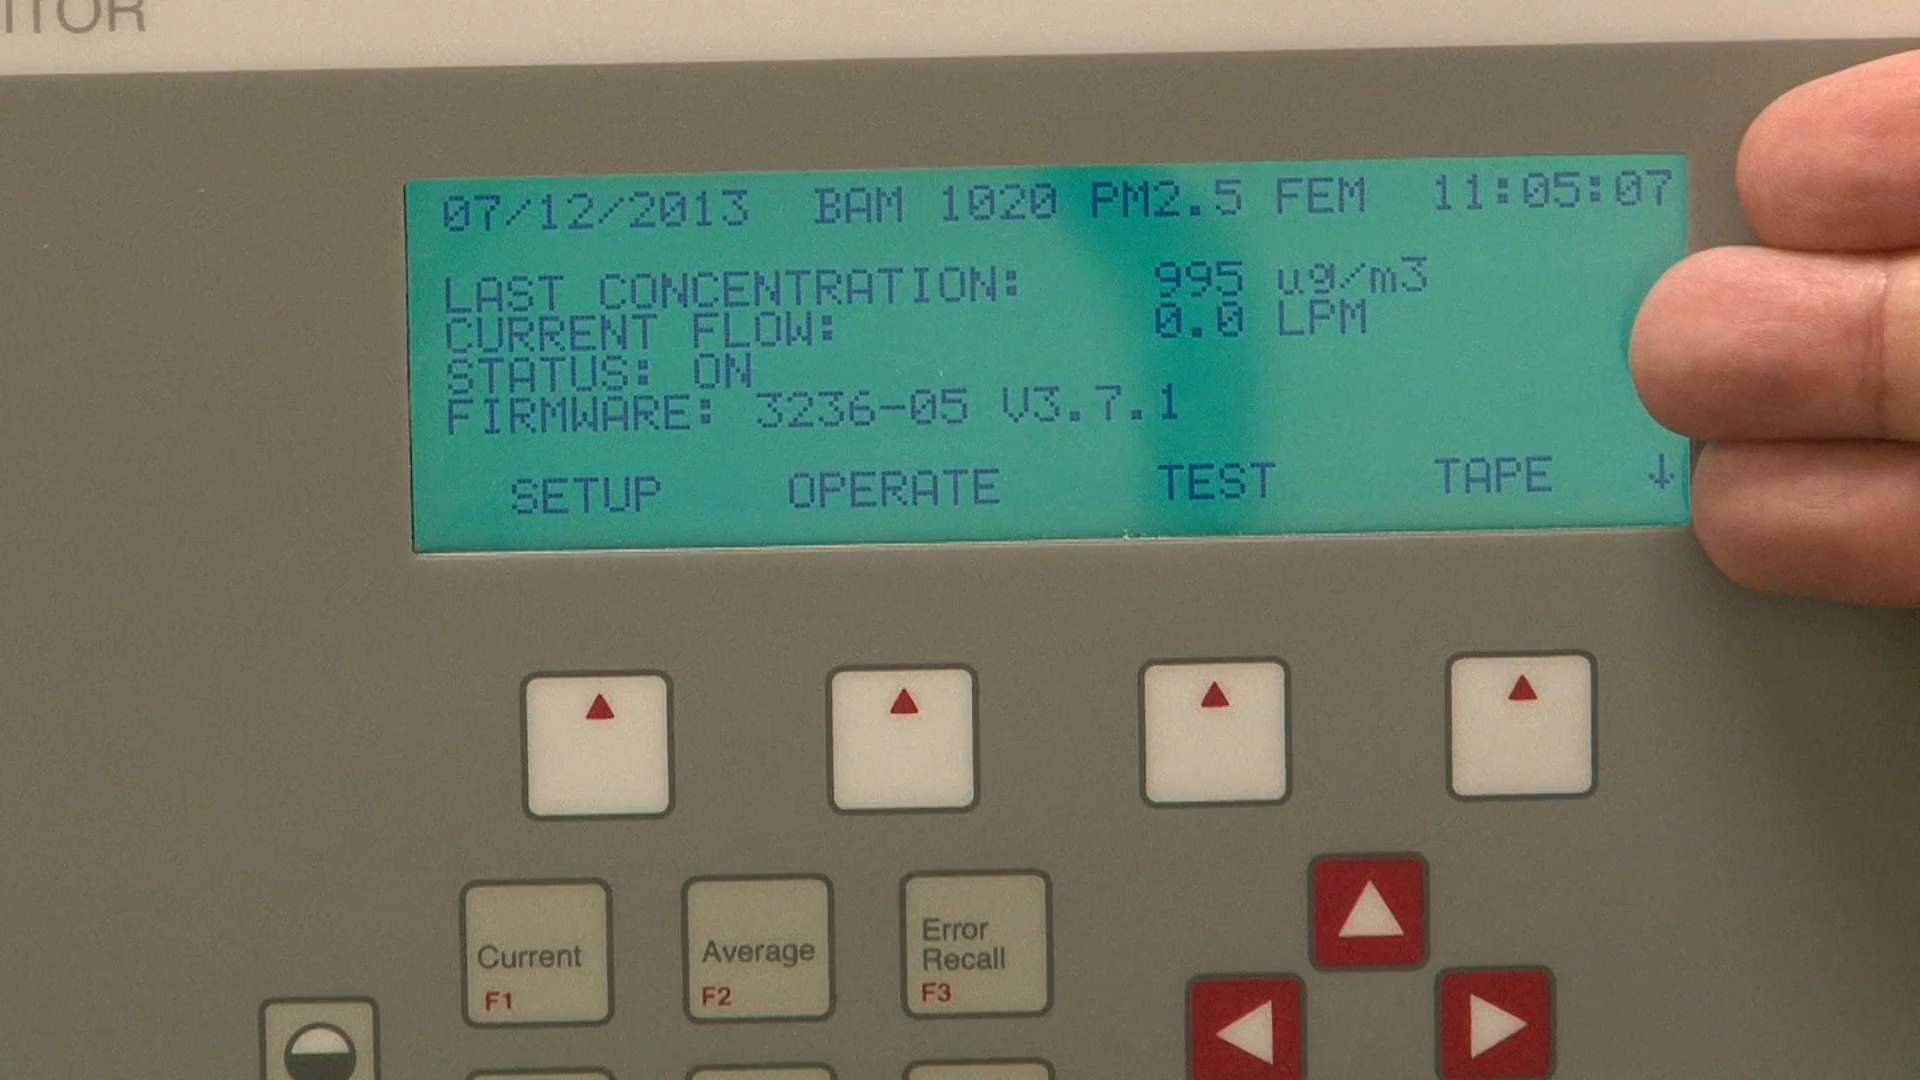 ITOR
07/12/2013 BAM 1020 PM2.5 FEM 11:05:07
LAST CONCENTRATION: 995 ug/m3
CURRENT FLOW: 0.0 LPM
STATUS: ON
FIRMWARE: 3236-05 V3.7.1
SETUP OPERATE TEST TAPE ↓
Current
F1
Average
F2
Error
Recall
F3